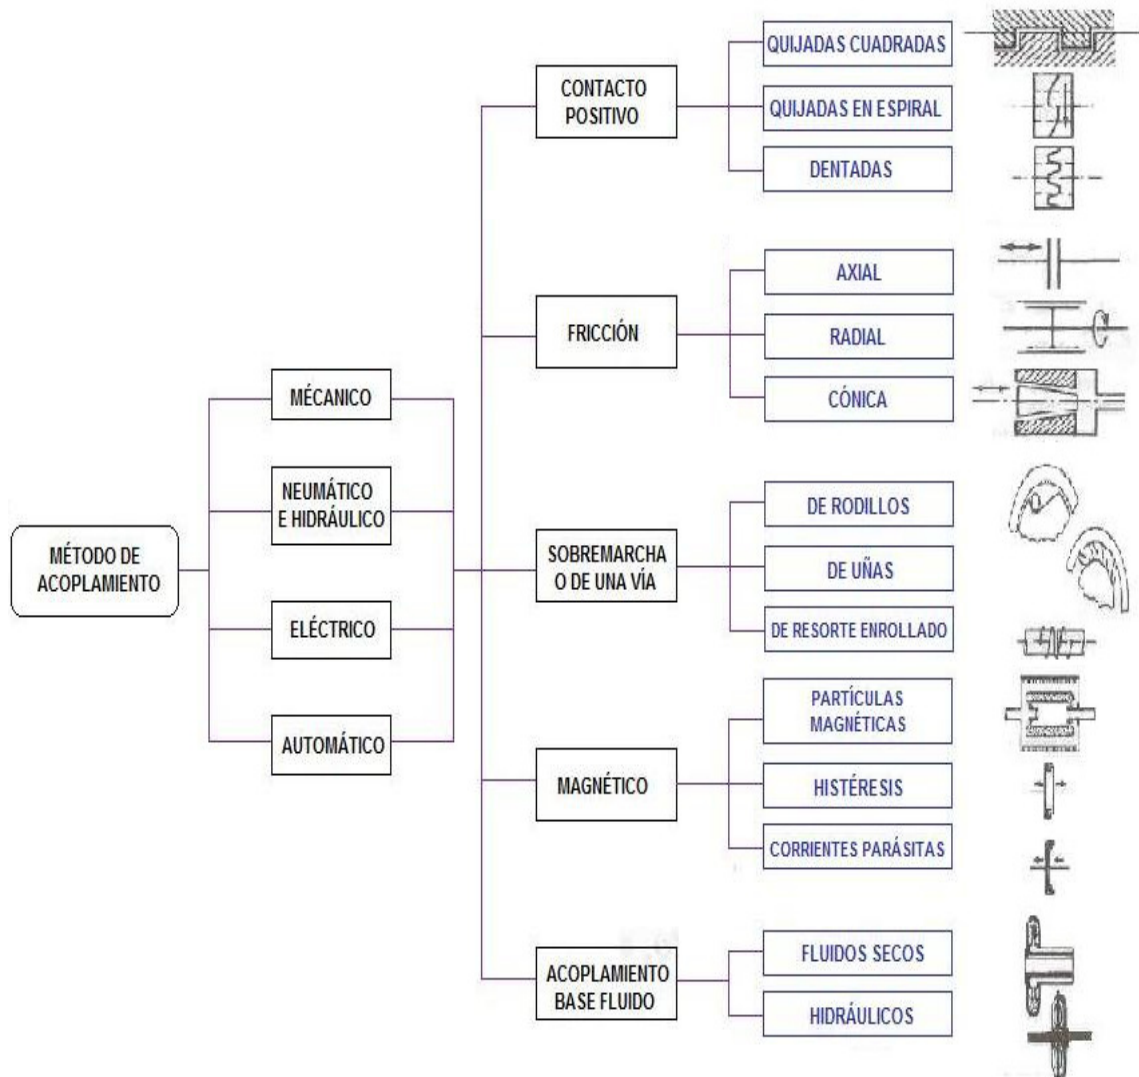 MÉTODO DE
ACOPLAMIENTO
MÉCANICO
NEUMÁTICO
E HIDRÁULICO
ELÉCTRICO
AUTOMÁTICO
CONTACTO
POSITIVO
QUIJADAS CUADRADAS
QUIJADAS EN ESPIRAL
DENTADAS
FRICCIÓN
AXIAL
RADIAL
CÓNICA
SOBREMARCHA
O DE UNA VÍA
DE RODILLOS
DE UÑAS
DE RESORTE ENROLLADO
MAGNÉTICO
PARTÍCULAS
MAGNÉTICAS
HISTÉRESIS
CORRIENTES PARÁSITAS
ACOPLAMIENTO
BASE FLUIDO
FLUIDOS SECOS
HIDRÁULICOS